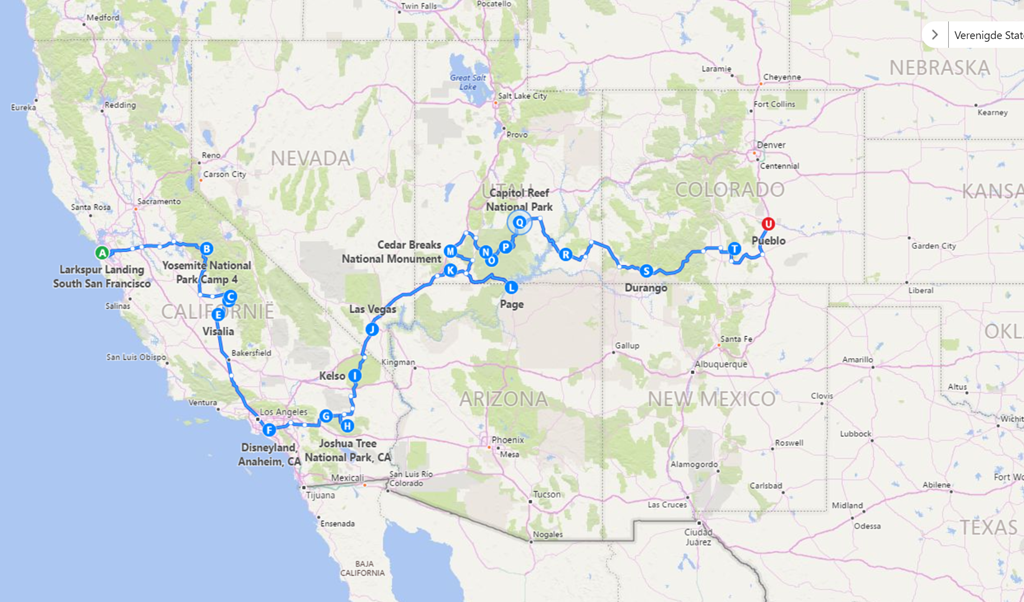 Medford
Twin Falls
Pocatello
Verenigde State
Laramie
Cheyenne
NEBRASKA
Great Salt
Lake
Eureka
Redding
Salt Lake City
Fort Collins
Kearney
Provo
Reno
NEVADA
Denver
Centennial
Carson City
UTAH
COLORADO
KANSA
Capitol Reef
National Park
Santa Rosa
Sacramento
Q
U
A
B
Cedar Breaks
National Monument
M
N
O
P
R
T
Pueblo
Garden City
Larkspur Landing
South San Francisco
Yosemite National
Park Camp 4
K
L
S
Durango
Liberal
Salinas
C
CALIFORNIË
E
Visalia
Las Vegas
Page
J
OKL
San Luis Obispo
Bakersfield
Kingman
Gallup
Santa Fe
Albuquerque
Amarillo
Kelso
I
ARIZONA
NEW MEXICO
Clovis
Altus
Ventura
Los Angeles
G
H
F
Wichit
Disneyland,
Anaheim, CA
Joshua Tree
National Park, CA
Phoenix
Mesa
Roswell
Lubbock
Alamogordo
Mexicali
San Luis Río
Colorado
Tijuana
Carlsbad
Abilene
Fort Wo
Tucson
Las Cruces
Midland
Odessa
Ensenada
Nogales
Ciudad
Juárez
TEXAS
BAJA
CALIFORNIA